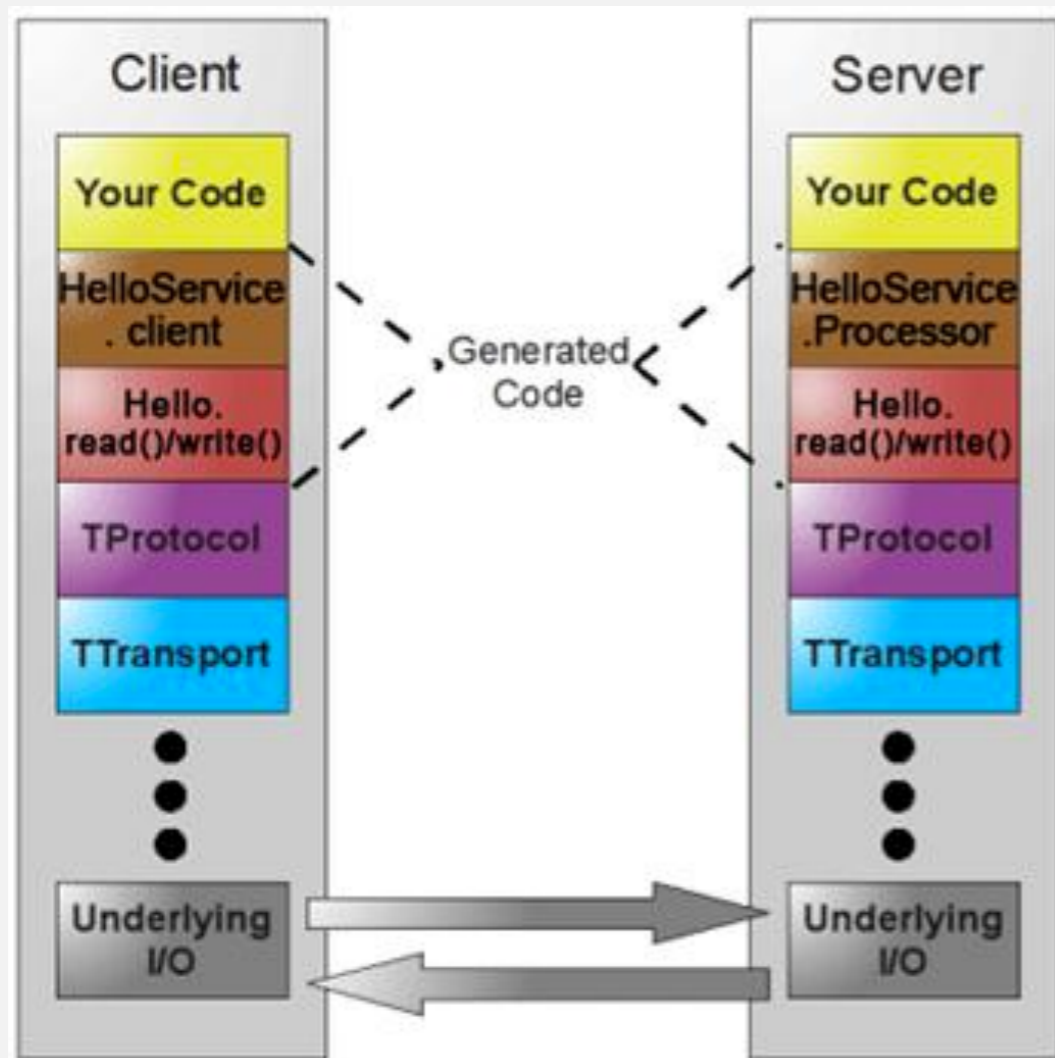 Client
Your Code
HelloService
. client
Hello.
read()/write()
TProtocol
TTransport
Underlying
I/O
Generated
Code
Server
Your Code
HelloService
.Processor
Hello.
read()/write()
TProtocol
TTransport
Underlying
I/O